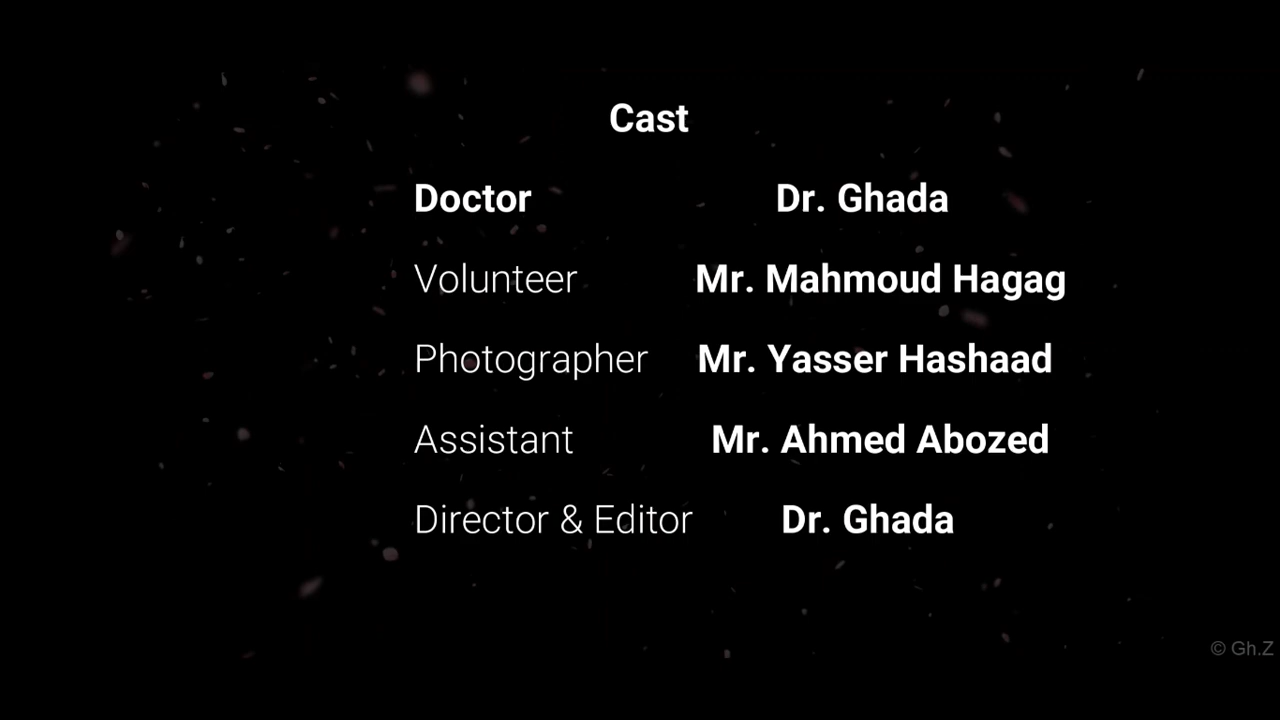 Cast
Doctor Dr. Ghada
Volunteer Mr. Mahmoud Hagag
Photographer Mr. Yasser Hashaad
Assistant Mr. Ahmed Abozed
Director & Editor Dr. Ghada
© Gh.Z